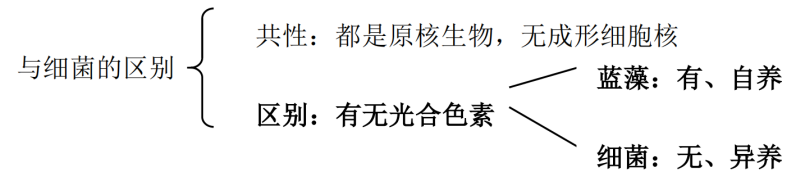 与细菌的区别
共性：都是原核生物，无成形细胞核
区别：有无光合色素
蓝藻：有、自养
细菌：无、异养